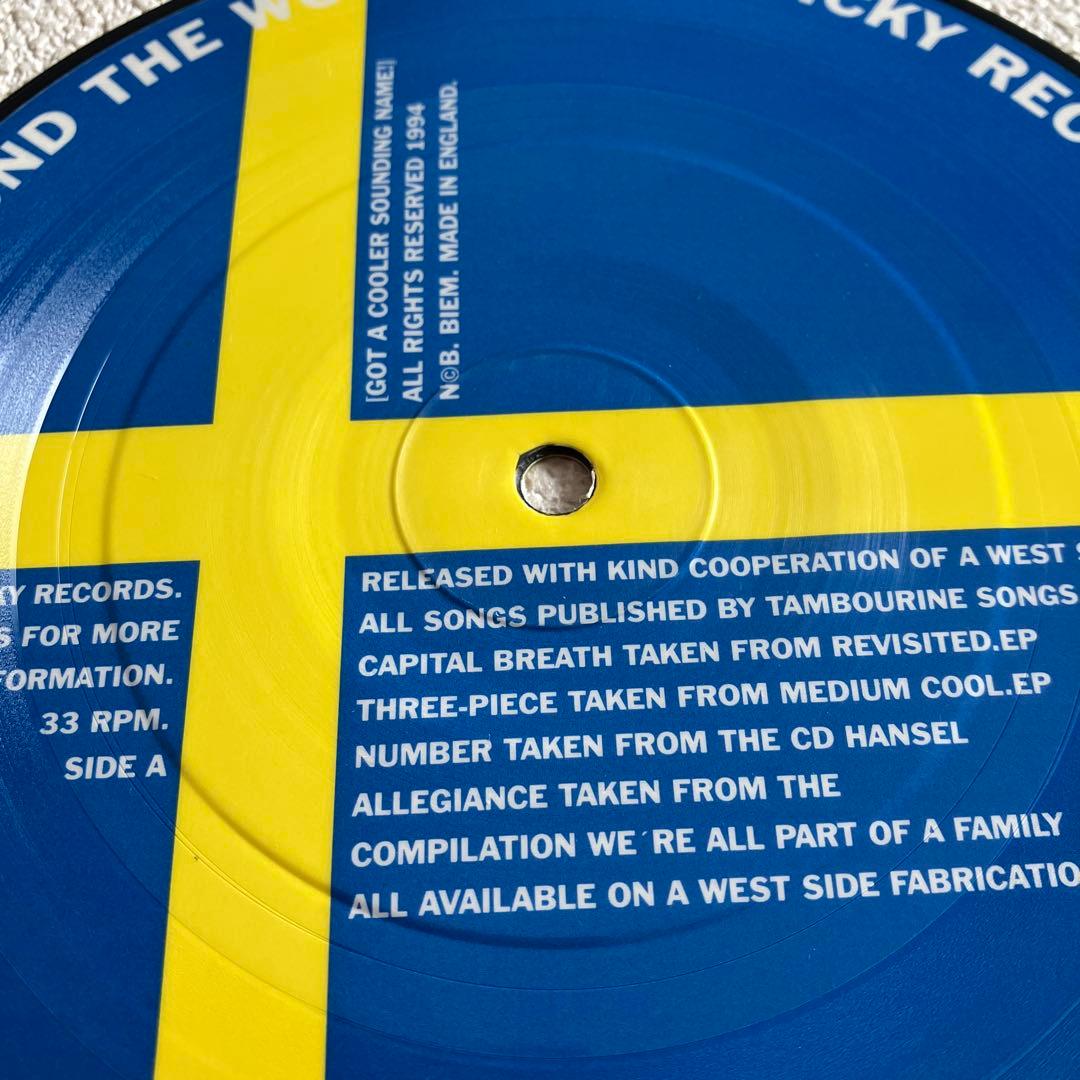 THE
REC
[GOT A COOLER SOUNDING NAME!]
ALL RIGHTS RESERVED 1994
N©B. BIEM. MADE IN ENGLAND.
RECORDS.
FOR MORE
33 RPM.
SIDE A
RELEASED WITH KIND COOPERATION OF A WEST
ALL SONGS PUBLISHED BY TAMBOURINE SONGS
CAPITAL BREATH TAKEN FROM REVISITED.EP
THREE-PIECE TAKEN FROM MEDIUM COOL.EP
NUMBER TAKEN FROM THE CD HANSEL
ALLEGIANCE TAKEN FROM THE
COMPILATION WE´RE ALL PART OF A FAMILY
ALL AVAILABLE ON A WEST SIDE FABRICATIO